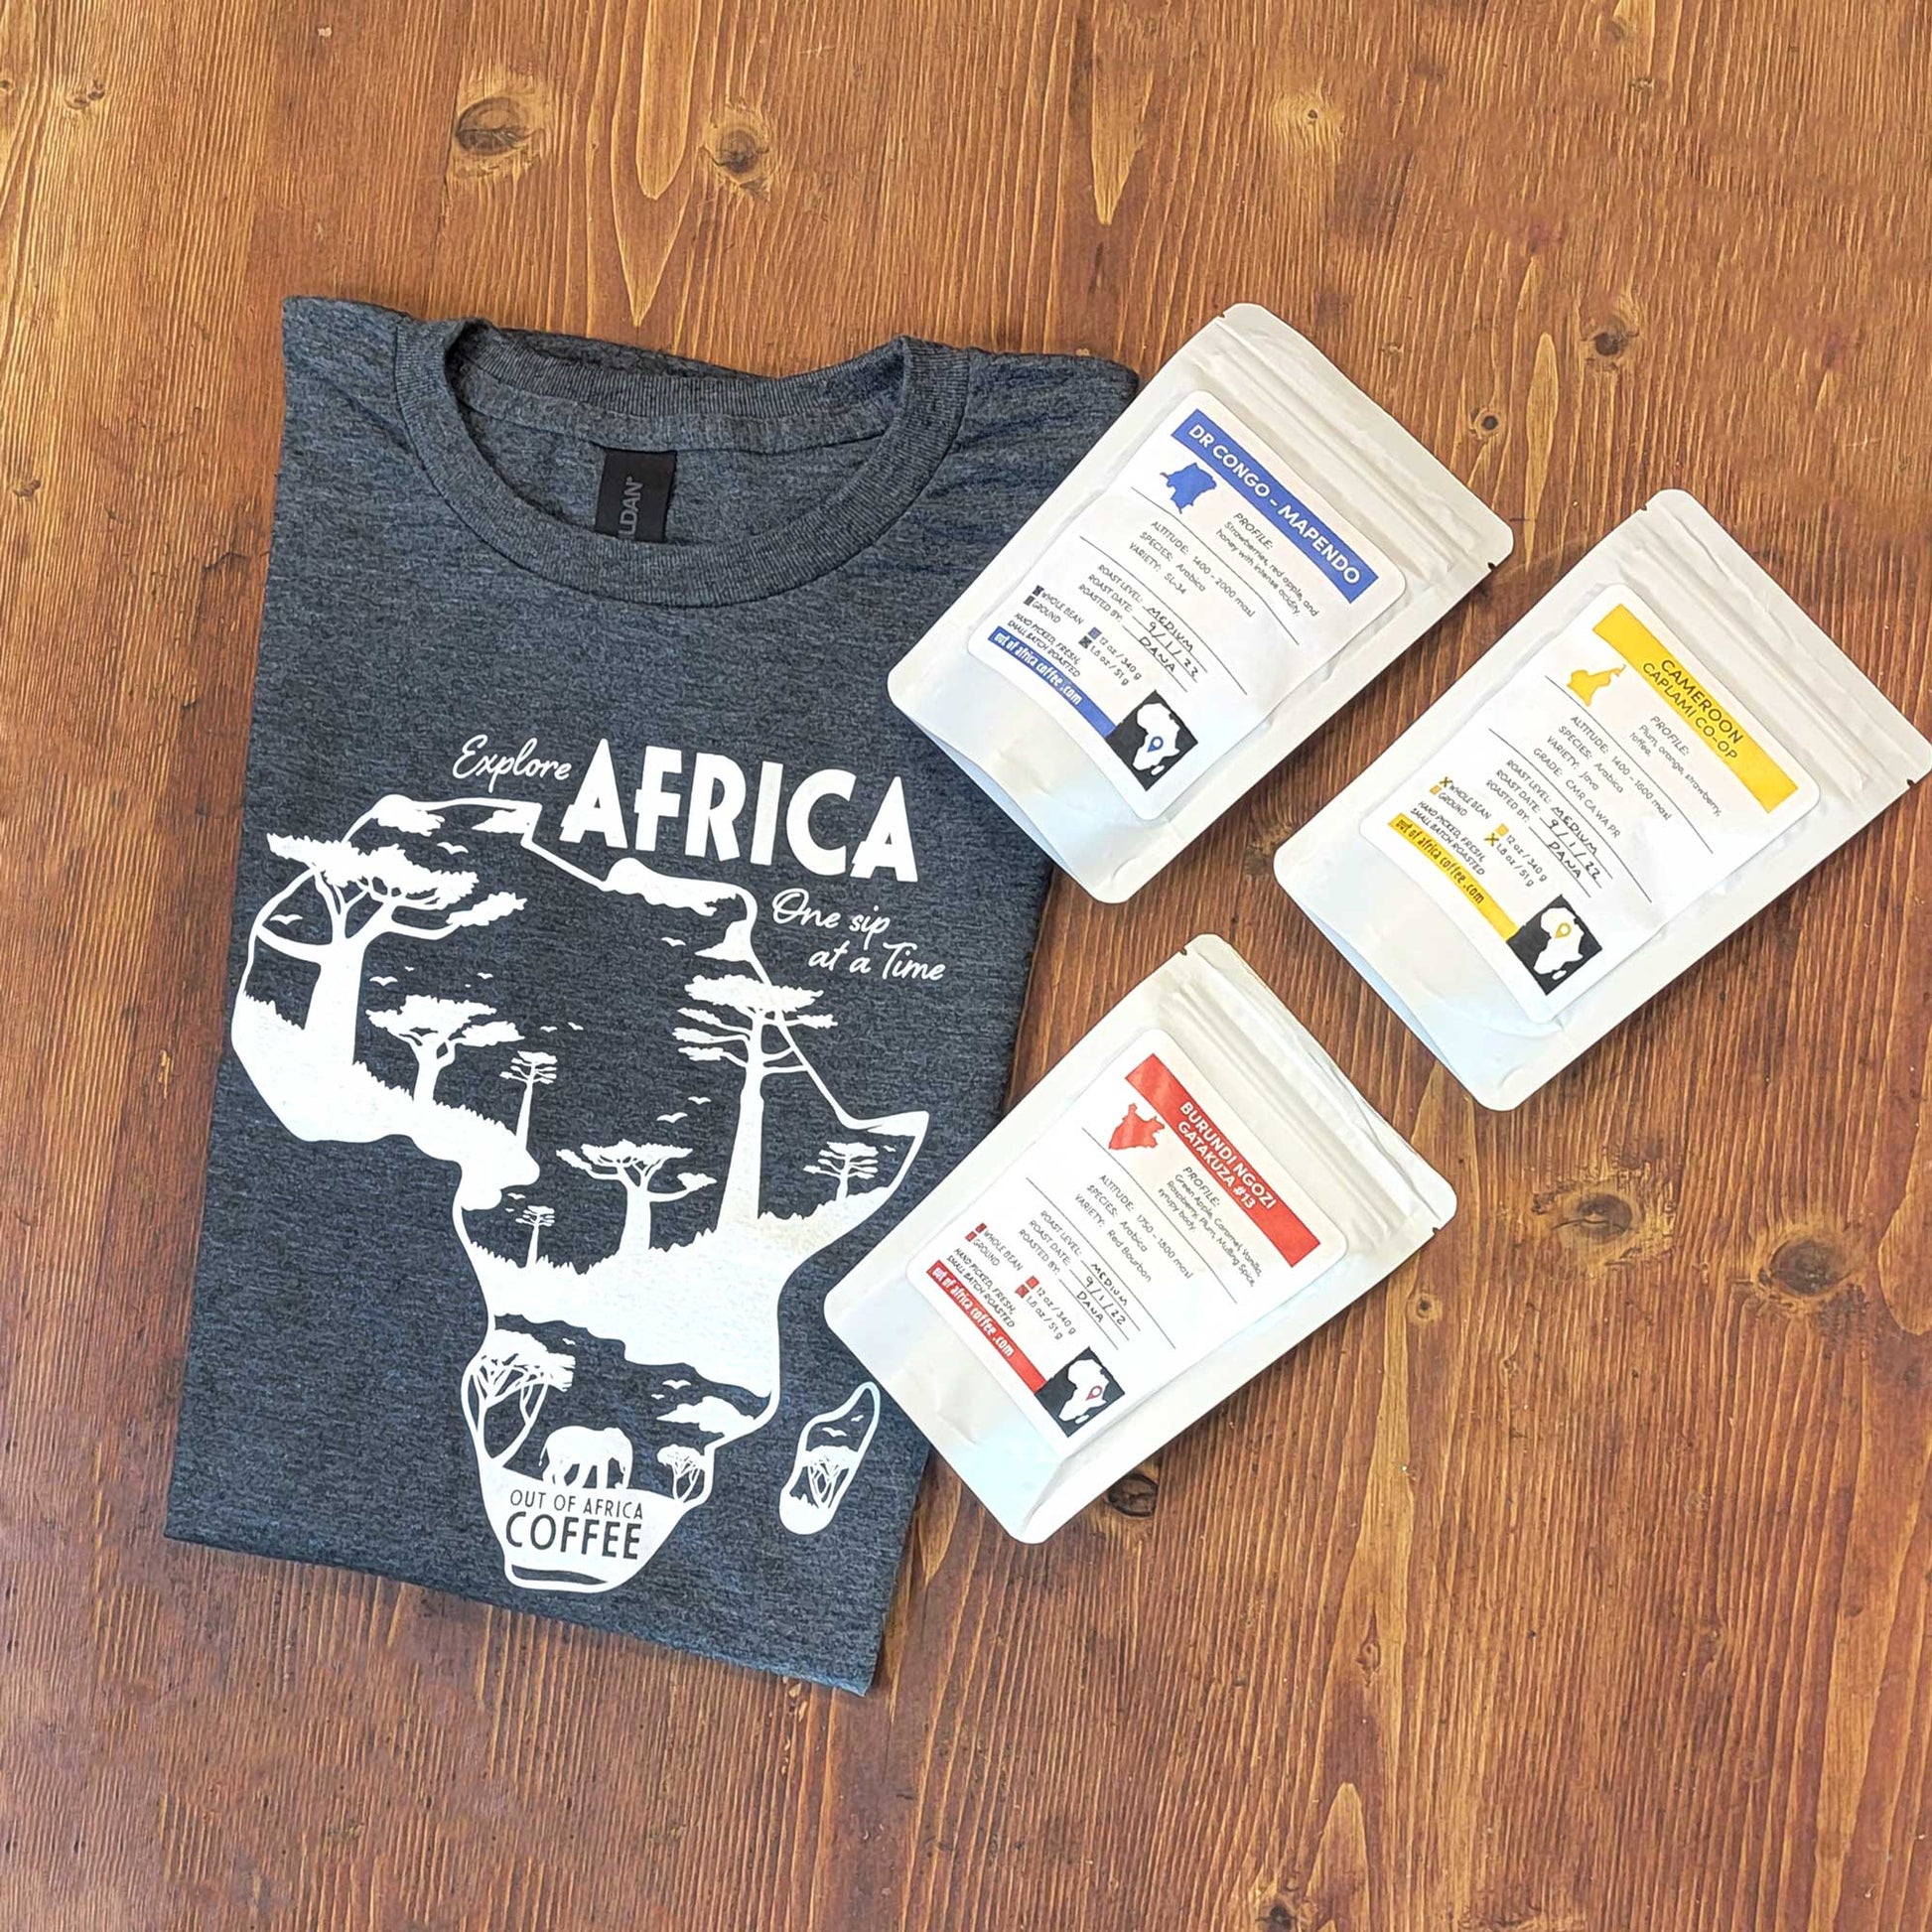 LDAN
Explore AFRICA
One sip
at a Time
OUT OF AFRICA
COFFEE
DR CONGO - MAPENDO
PROFILE:
Strawberries, red apple, and
honey with intense acidity.
ALTITUDE: 1400 - 2000 masl
SPECIES: Arabica
VARIETY: SL34
ROAST LEVEL: MEDIUM
ROAST DATE: 9/1/22
ROASTED BY: DANA
WHOLE BEAN
GROUND
12 oz / 340 g
1.8 oz / 51 g
HAND PICKED, FRESH,
SMALL BATCH ROASTED
out of africa coffee .com
CAMEROON
CAPLAMI CO-OP
PROFILE:
Plum, orange, strawberry,
toffee.
ALTITUDE: 1400 - 1600 masl
SPECIES: Arabica
VARIETY: Java
GRADE: CMR CA WA PR
ROAST LEVEL: MEDIUM
ROAST DATE: 9/1/22
ROASTED BY: DANA
WHOLE BEAN
GROUND
12 oz / 340 g
1.8 oz / 51 g
HAND PICKED, FRESH,
SMALL BATCH ROASTED
out of africa coffee .com
BURUNDI NGOZI
GATAKUZA #13
PROFILE:
Green Apple, Caramel, Vanilla,
Raspberry, Plum, Mulling Spice,
syrupy body.
ALTITUDE: 1750 - 1800 masl
SPECIES: Arabica
VARIETY: Red Bourbon
ROAST LEVEL: MEDIUM
ROAST DATE: 9/1/22
ROASTED BY: DANA
WHOLE BEAN
GROUND
12 oz / 340 g
1.8 oz / 51 g
HAND PICKED, FRESH,
SMALL BATCH ROASTED
out of africa coffee .com